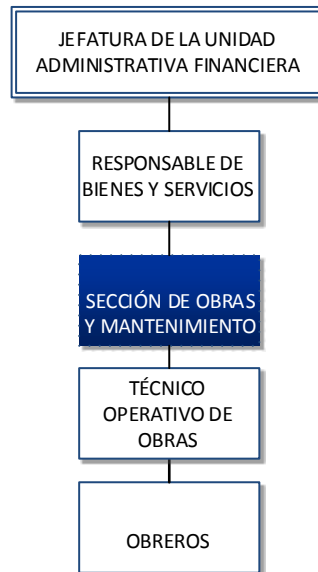 JEFATURA DE LA UNIDAD
ADMINISTRATIVA FINANCIERA
RESPONSABLE DE
BIENES Y SERVICIOS
SECCIÓN DE OBRAS
Y MANTENIMIENTO
TÉCNICO
OPERATIVO DE
OBRAS
OBREROS